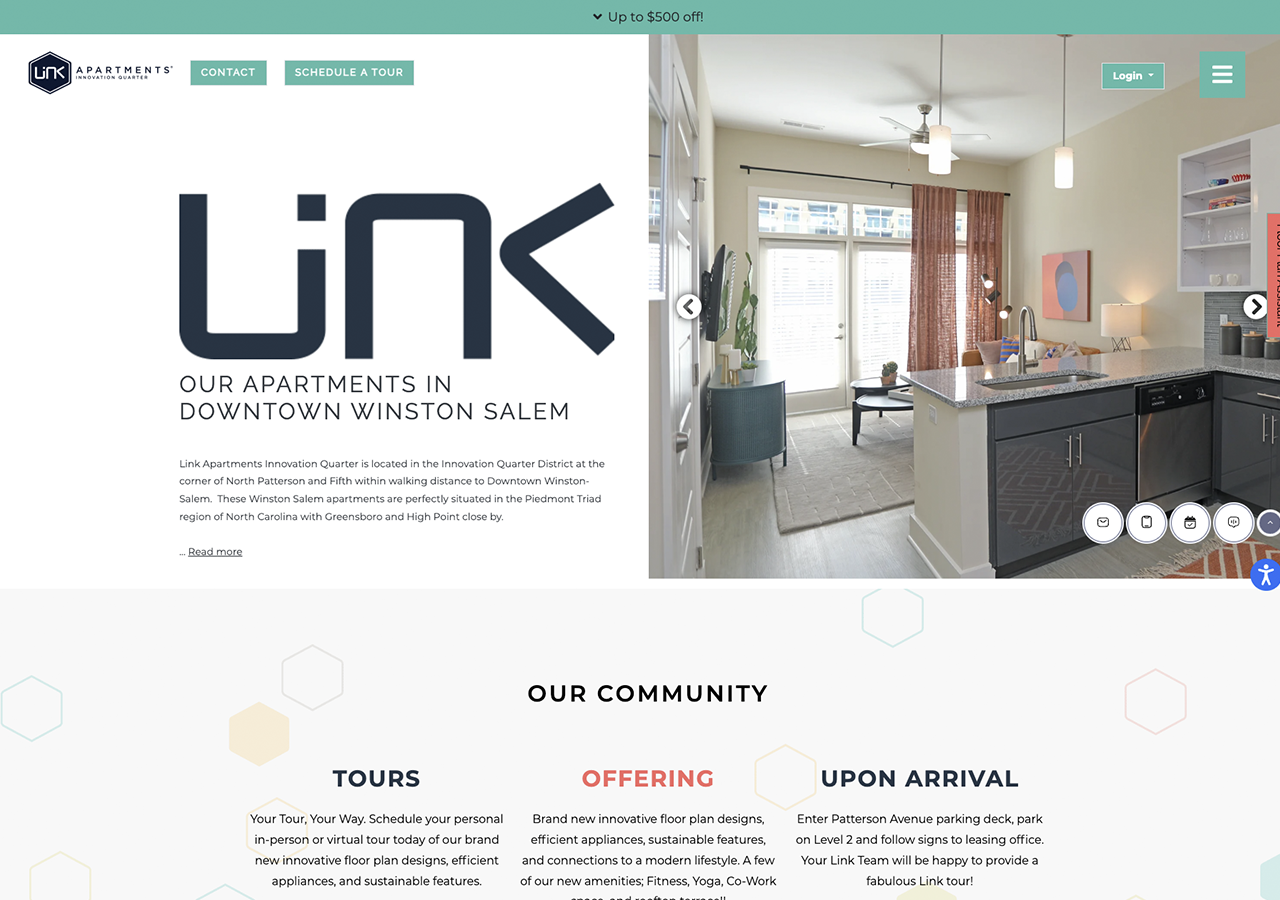 Up to $500 off!
Link
APARTMENTS
INNOVATION QUARTER
CONTACT
SCHEDULE A TOUR
Login
Link
OUR APARTMENTS IN
DOWNTOWN WINSTON SALEM
Link Apartments Innovation Quarter is located in the Innovation Quarter District at the
corner of North Patterson and Fifth within walking distance to Downtown Winston-
Salem.  These Winston Salem apartments are perfectly situated in the Piedmont Triad
region of North Carolina with Greensboro and High Point close by.
... Read more
OUR COMMUNITY
TOURS
Your Tour, Your Way. Schedule your personal
in-person or virtual tour today of our brand
new innovative floor plan designs, efficient
appliances, and sustainable features.
OFFERING
Brand new innovative floor plan designs,
efficient appliances, sustainable features,
and connections to a modern lifestyle. A few
of our new amenities; Fitness, Yoga, Co-Work
space, and rooftop terrace!!
UPON ARRIVAL
Enter Patterson Avenue parking deck, park
on Level 2 and follow signs to leasing office.
Your Link Team will be happy to provide a
fabulous Link tour!